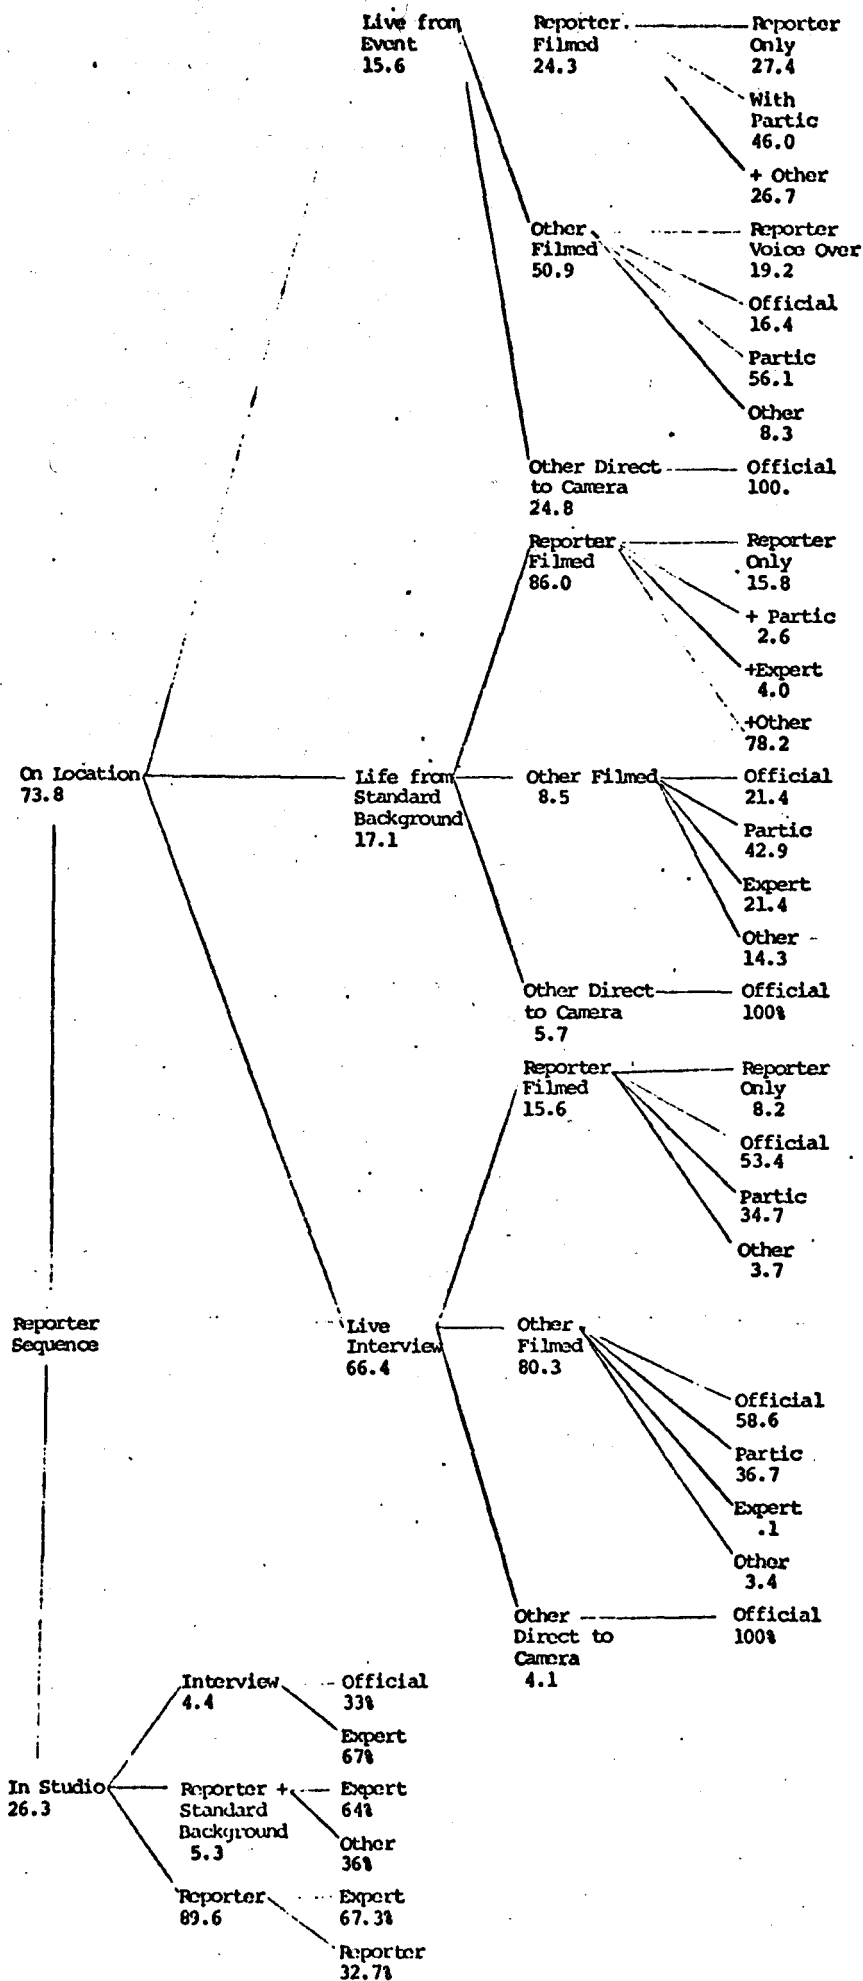 Live from
Event
15.6
Reporter
Filmed
24.3
Reporter
Only
27.4
With
Partic
46.0
+ Other
26.7
Other
Filmed
50.9
Reporter
Voice Over
19.2
Official
16.4
Partic
56.1
Other
8.3
Other Direct
to Camera
24.8
Official
100.
Reporter
Filmed
86.0
Reporter
Only
15.8
+ Partic
2.6
+Expert
4.0
+Other
78.2
On Location
73.8
Life from
Standard
Background
17.1
Other Filmed
8.5
Official
21.4
Partic
42.9
Expert
21.4
Other
14.3
Other Direct
to Camera
5.7
Official
100%
Reporter
Filmed
15.6
Reporter
Only
8.2
Official
53.4
Partic
34.7
Other
3.7
Reporter
Sequence
Live
Interview
66.4
Other
Filmed
80.3
Official
58.6
Partic
36.7
Expert
.1
Other
3.4
Other
Direct to
Camera
4.1
Official
100%
Interview
4.4
Official
33%
Expert
67%
In Studio
26.3
Reporter +
Standard
Background
5.3
Expert
64%
Other
36%
Reporter
89.6
Expert
67.3%
Reporter
32.7%